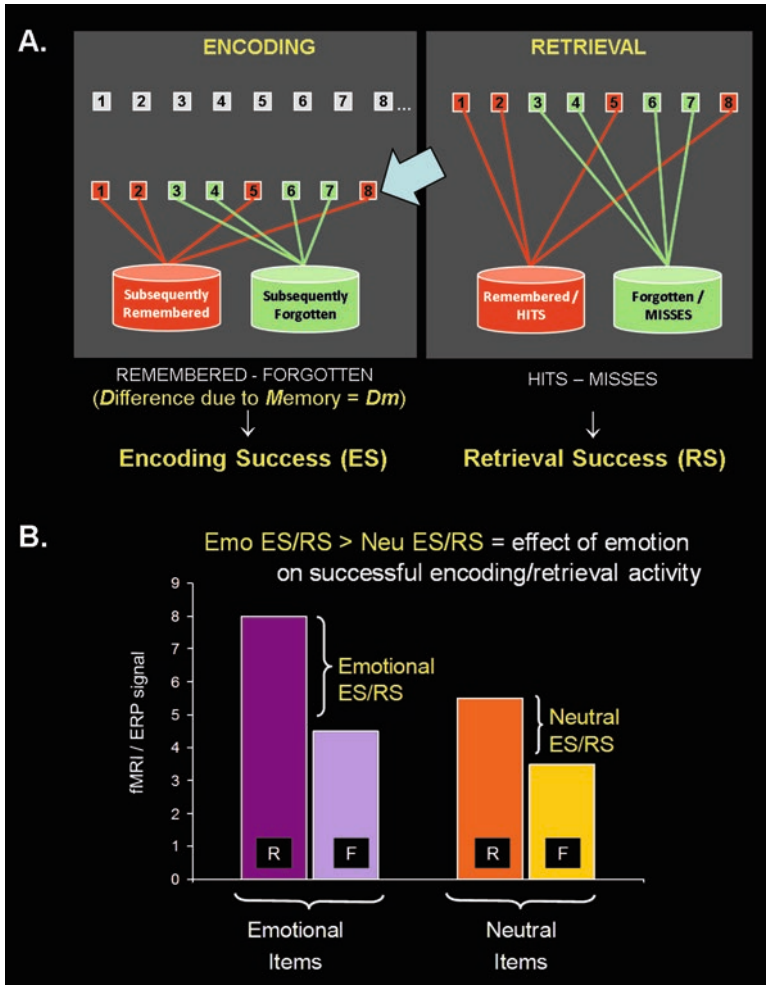 A.
ENCODING
1 2 3 4 5 6 7 8 ...
1 2 3 4 5 6 7 8
Subsequently
Remembered
Subsequently
Forgotten
REMEMBERED - FORGOTTEN
(Difference due to Memory = Dm)
↓
Encoding Success (ES)
RETRIEVAL
1 2 3 4 5 6 7 8
Remembered /
HITS
Forgotten /
MISSES
HITS – MISSES
↓
Retrieval Success (RS)
B.
Emo ES/RS > Neu ES/RS = effect of emotion
on successful encoding/retrieval activity
fMRI / ERP signal
9
8
7
6
5
4
3
2
1
0
Emotional
ES/RS
Neutral
ES/RS
R F R F
Emotional
Items
Neutral
Items